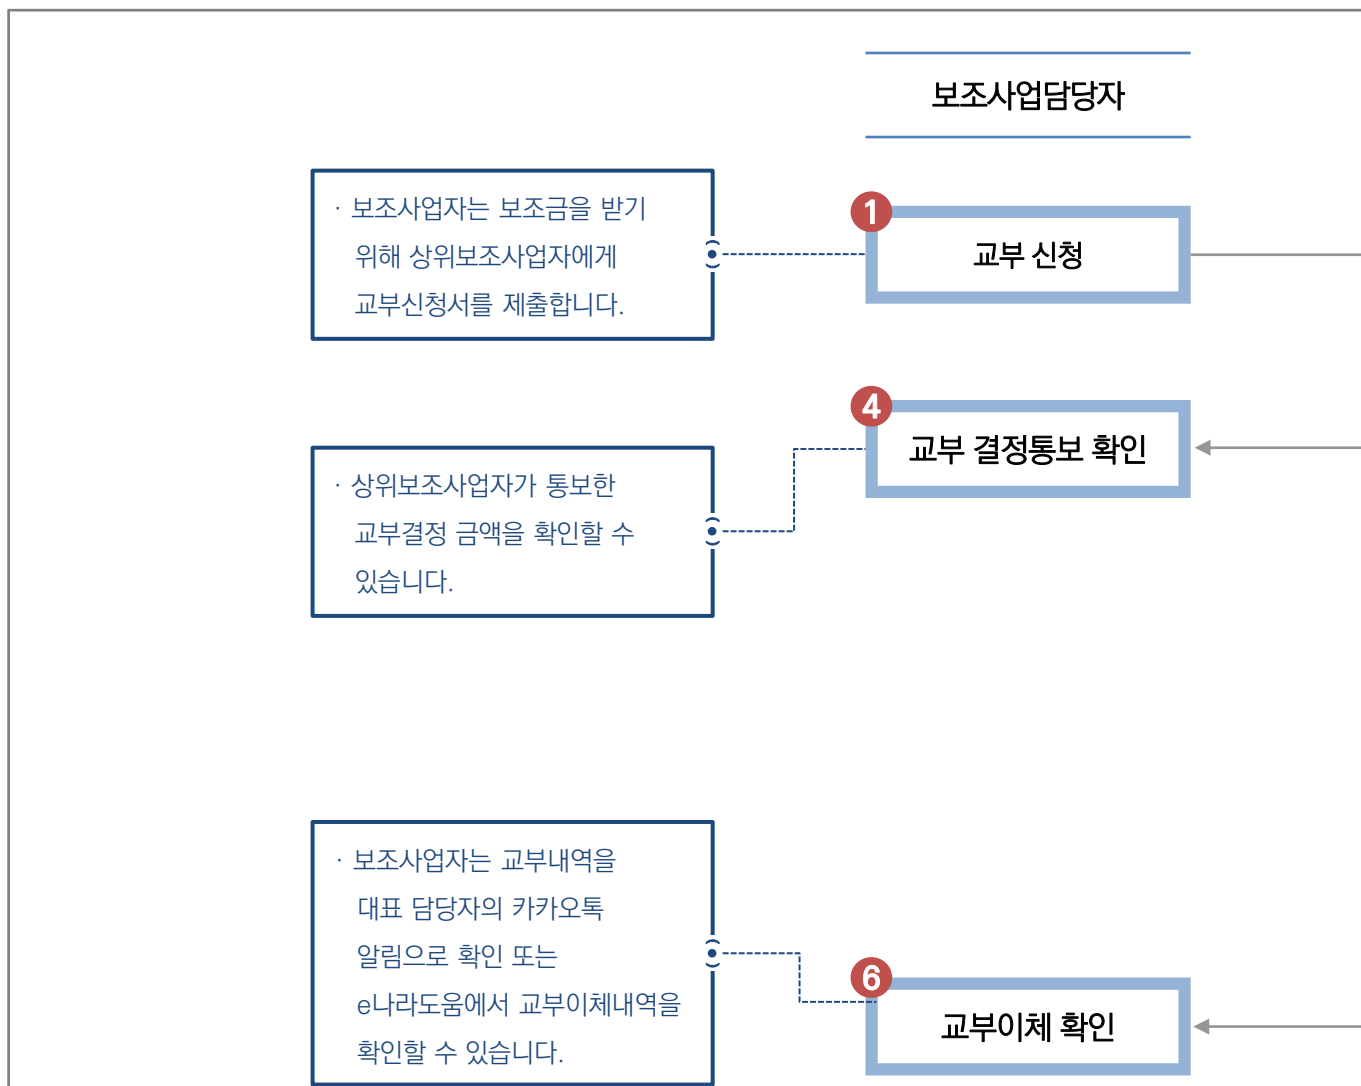 보조사업담당자
· 보조사업자는 보조금을 받기
위해 상위보조사업자에게
교부신청서를 제출합니다.
1
교부 신청
4
교부 결정통보 확인
· 상위보조사업자가 통보한
교부결정 금액을 확인할 수
있습니다.
· 보조사업자는 교부내역을
대표 담당자의 카카오톡
알림으로 확인 또는
e나라도움에서 교부이체내역을
확인할 수 있습니다.
6
교부이체 확인